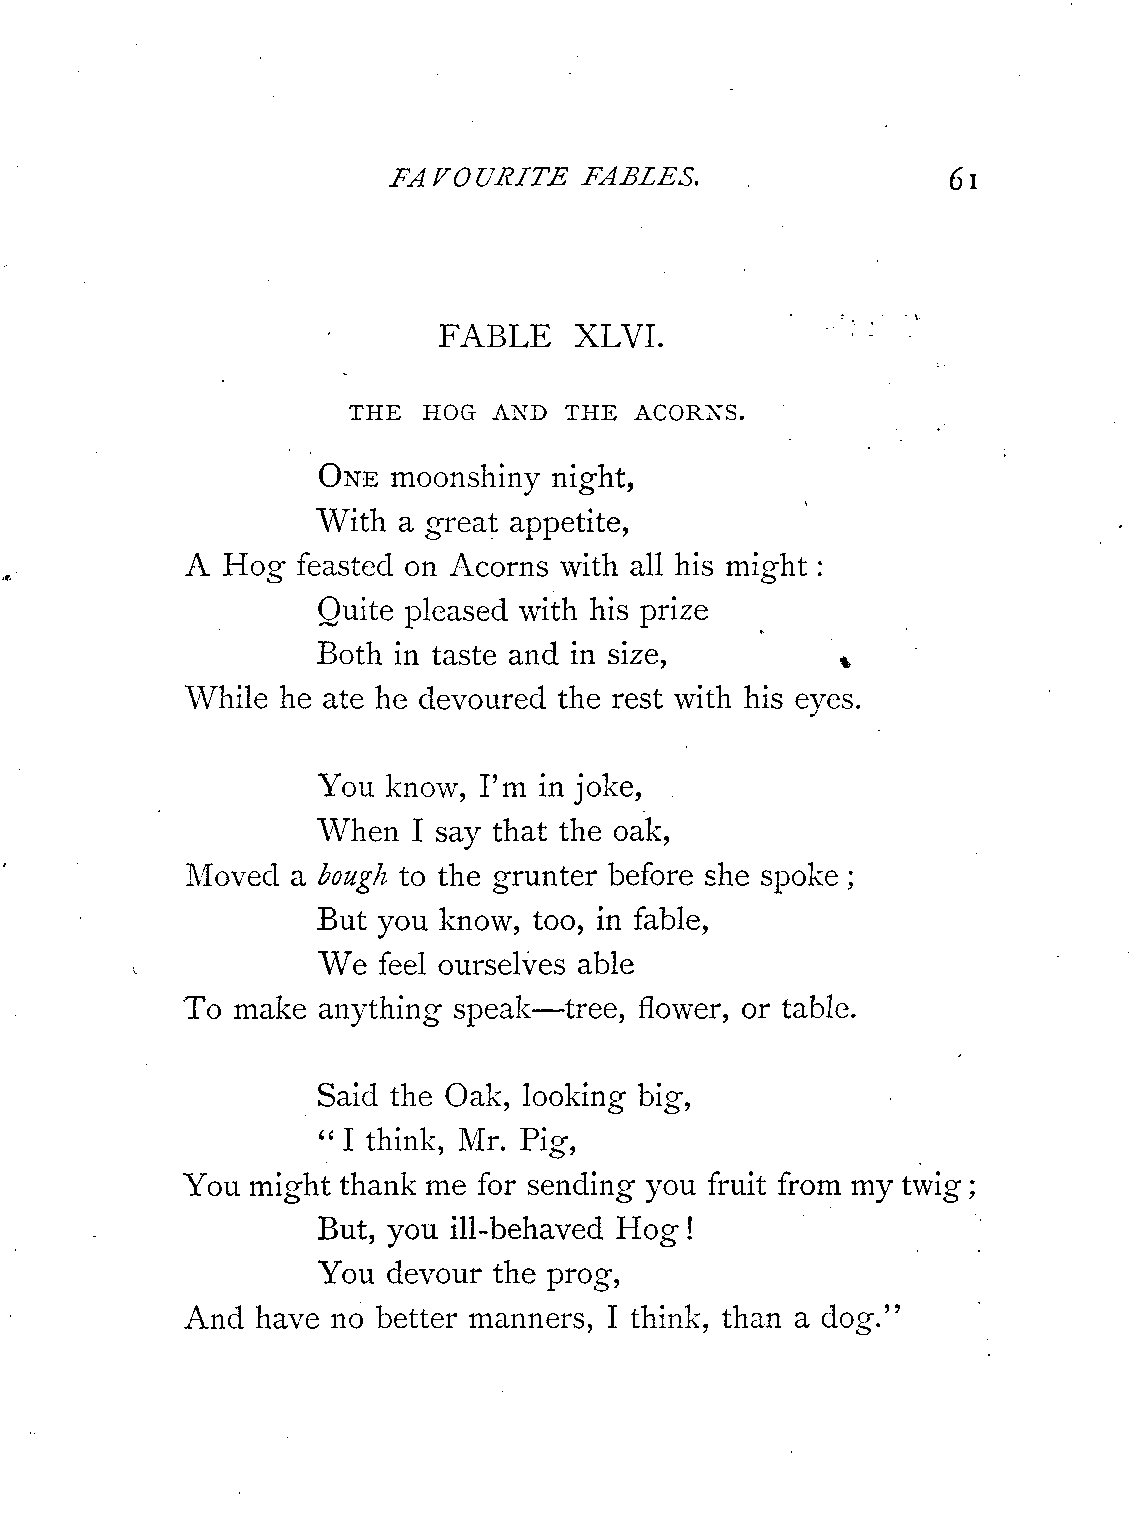 FAVOURITE FABLES. 61
FABLE XLVI.
THE HOG AND THE ACORNS.
ONE moonshiny night,
With a great appetite,
A Hog feasted on Acorns with all his might :
Quite pleased with his prize
Both in taste and in size,
While he ate he devoured the rest with his eyes.
You know, I'm in joke,
When I say that the oak,
Moved a bough to the grunter before she spoke ;
But you know, too, in fable,
We feel ourselves able
To make anything speak—tree, flower, or table.
Said the Oak, looking big,
“ I think, Mr. Pig,
You might thank me for sending you fruit from my twig ;
But, you ill-behaved Hog !
You devour the prog,
And have no better manners, I think, than a dog.”